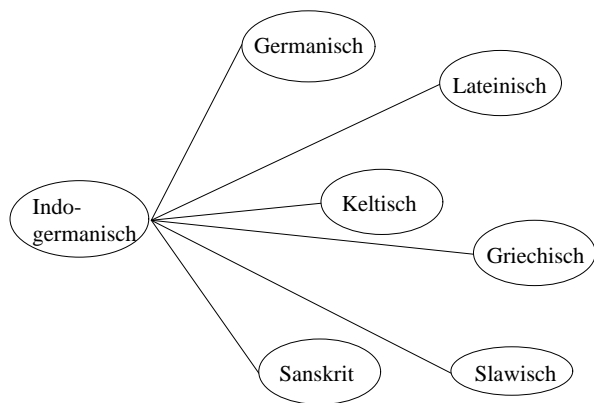 Germanisch
Lateinisch
Keltisch
Indo-
germanisch
Griechisch
Sanskrit
Slawisch